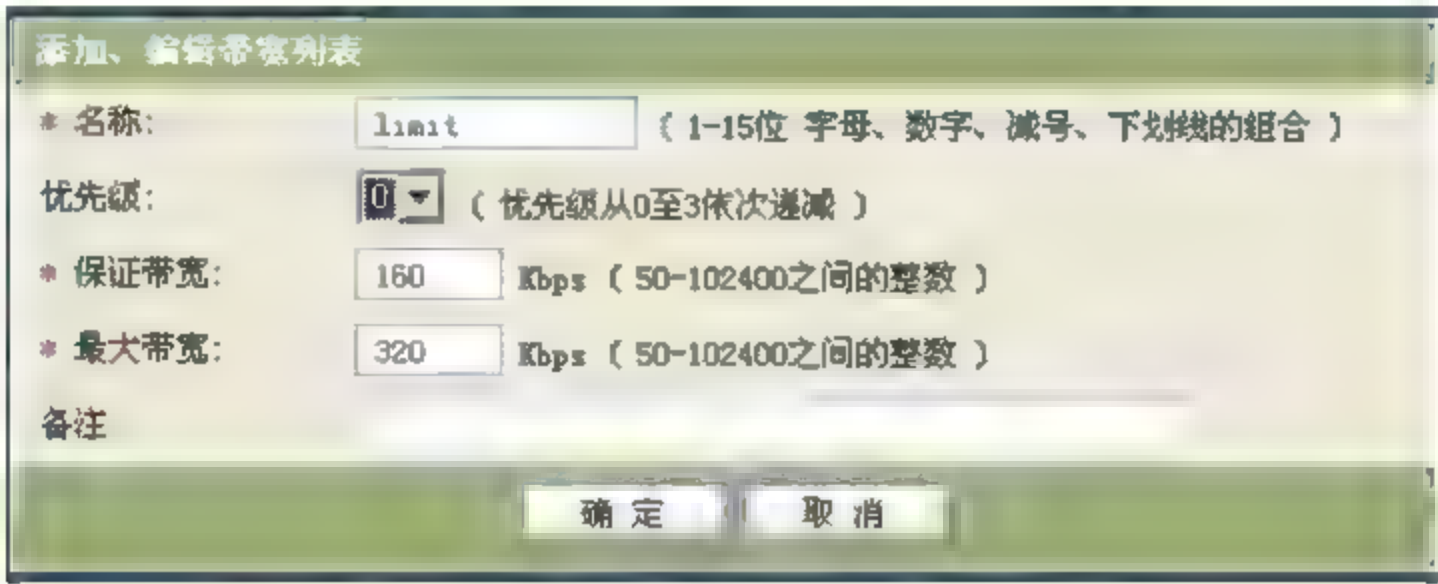 添加、编辑带宽列表
* 名称: limit ( 1-15位 字母、数字、减号、下划线的组合 )
优先级: 0 ( 优先级从0至3依次递减 )
* 保证带宽: 160 Kbps ( 50-102400之间的整数 )
* 最大带宽: 320 Kbps ( 50-102400之间的整数 )
备注
确 定 取 消